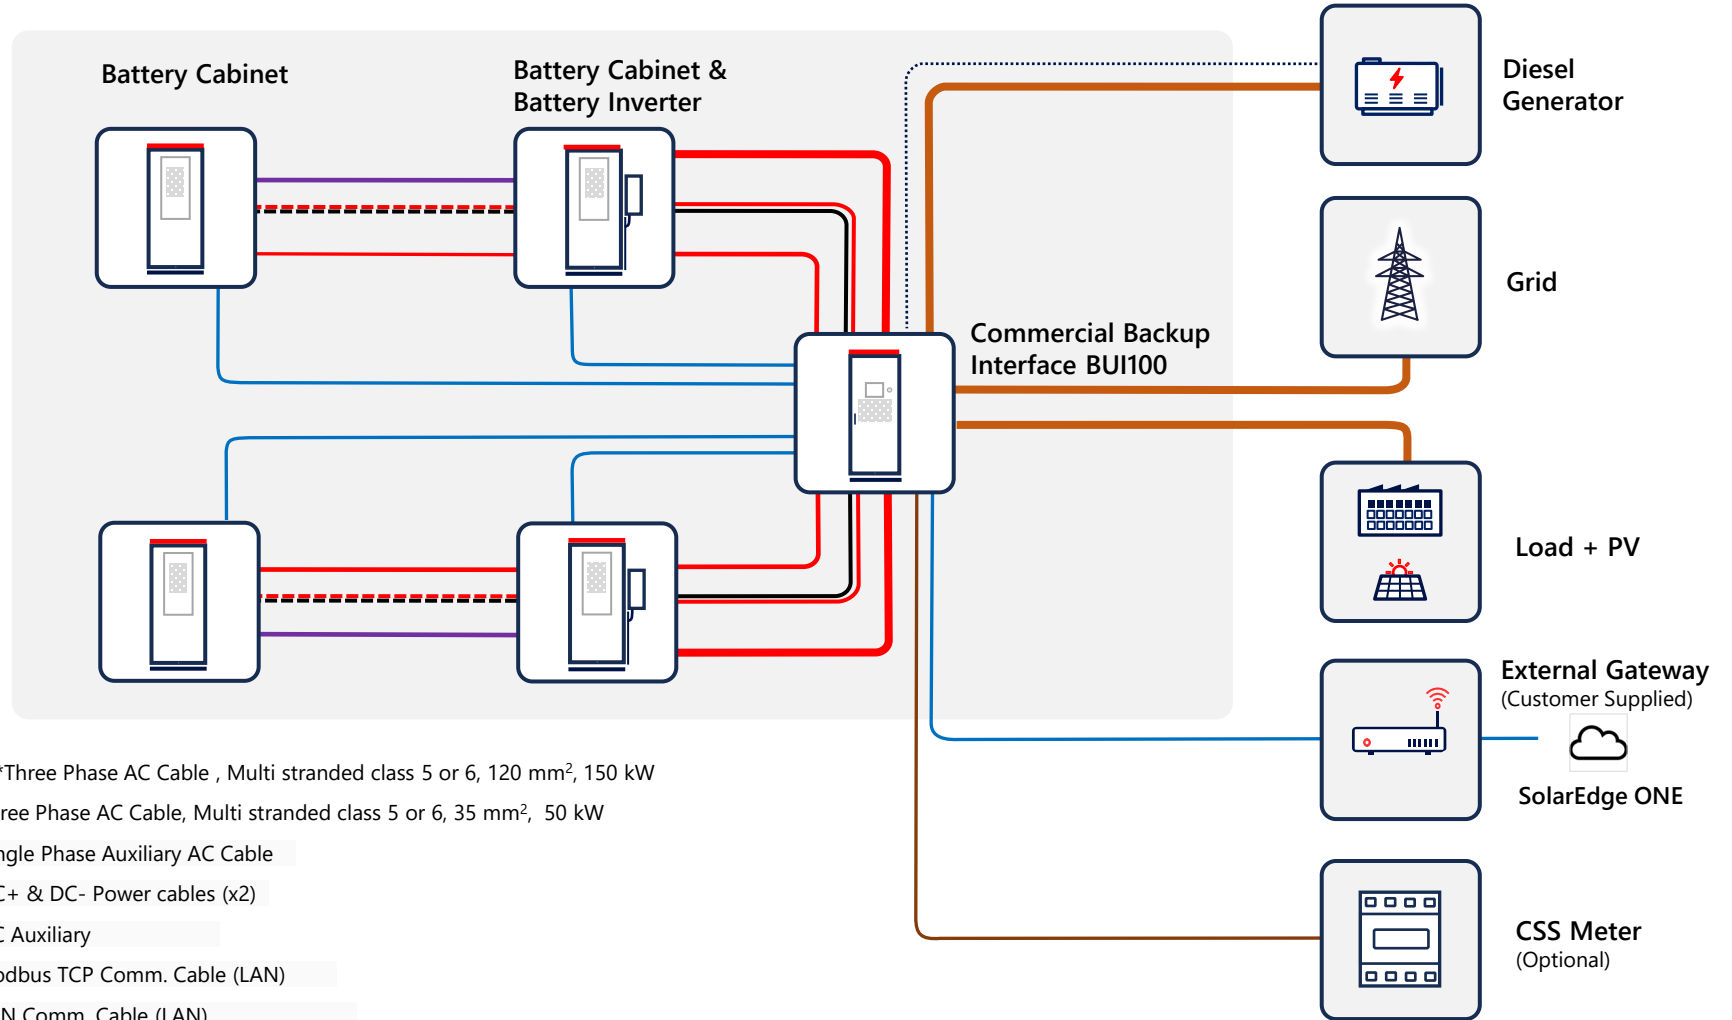 Battery Cabinet
Battery Cabinet &
Battery Inverter
Diesel
Generator
Grid
Commercial Backup
Interface BUI100
Load + PV
External Gateway
(Customer Supplied)
SolarEdge ONE
CSS Meter
(Optional)
*Three Phase AC Cable , Multi stranded class 5 or 6, 120 mm², 150 kW
ree Phase AC Cable, Multi stranded class 5 or 6, 35 mm², 50 kW
ngle Phase Auxiliary AC Cable
C+ & DC- Power cables (x2)
C Auxiliary
odbus TCP Comm. Cable (LAN)
N Comm. Cable (LAN)